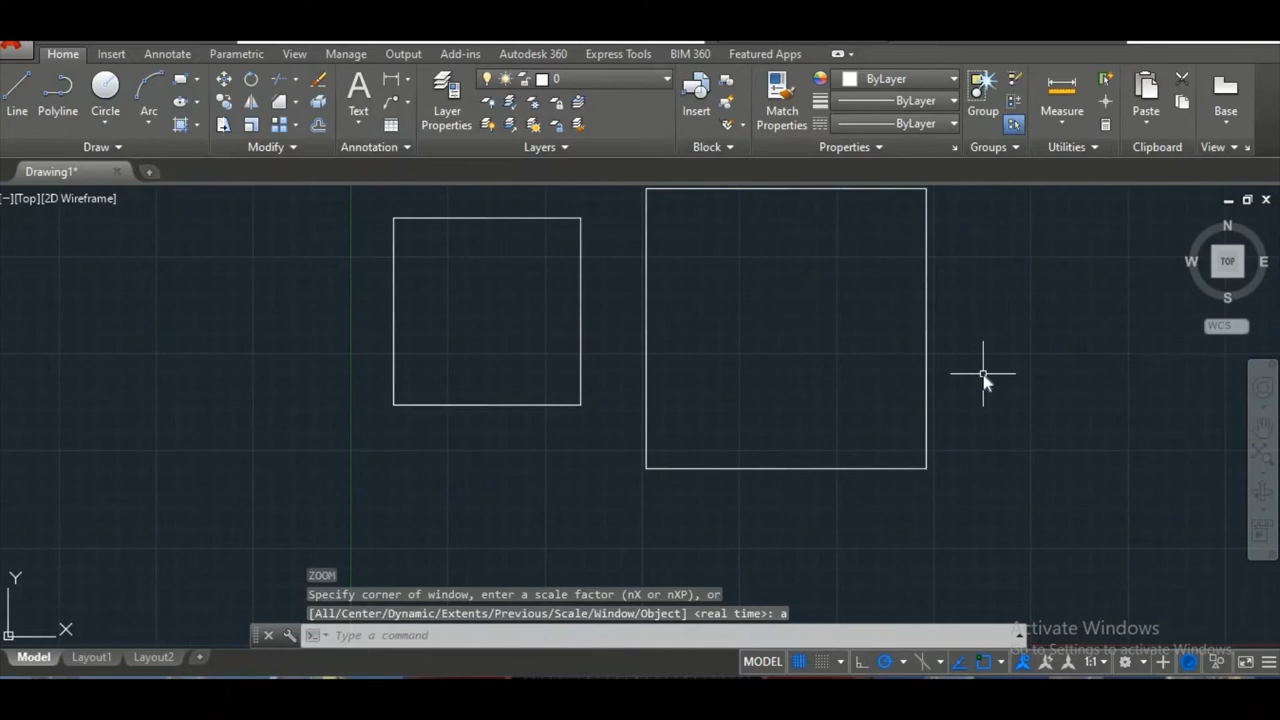 Home Insert Annotate Parametric View Manage Output Add-ins Autodesk 360 Express Tools BIM 360 Featured Apps
Line Polyline Circle Arc
Text
Layer Properties
0
Insert
Match Properties
ByLayer
ByLayer
ByLayer
Group
Measure
Paste
Base
Draw Modify Annotation Layers Block Properties Groups Utilities Clipboard View
Drawing1*
[−][Top][2D Wireframe]
N
W TOP E
S
WCS
ZOOM
Specify corner of window, enter a scale factor (nX or nXP), or
[All/Center/Dynamic/Extents/Previous/Scale/Window/Object] <real time>: a
Type a command
Y
X
Activate Windows
Go to Settings to activate Windows.
Model Layout1 Layout2 +
MODEL 1:1